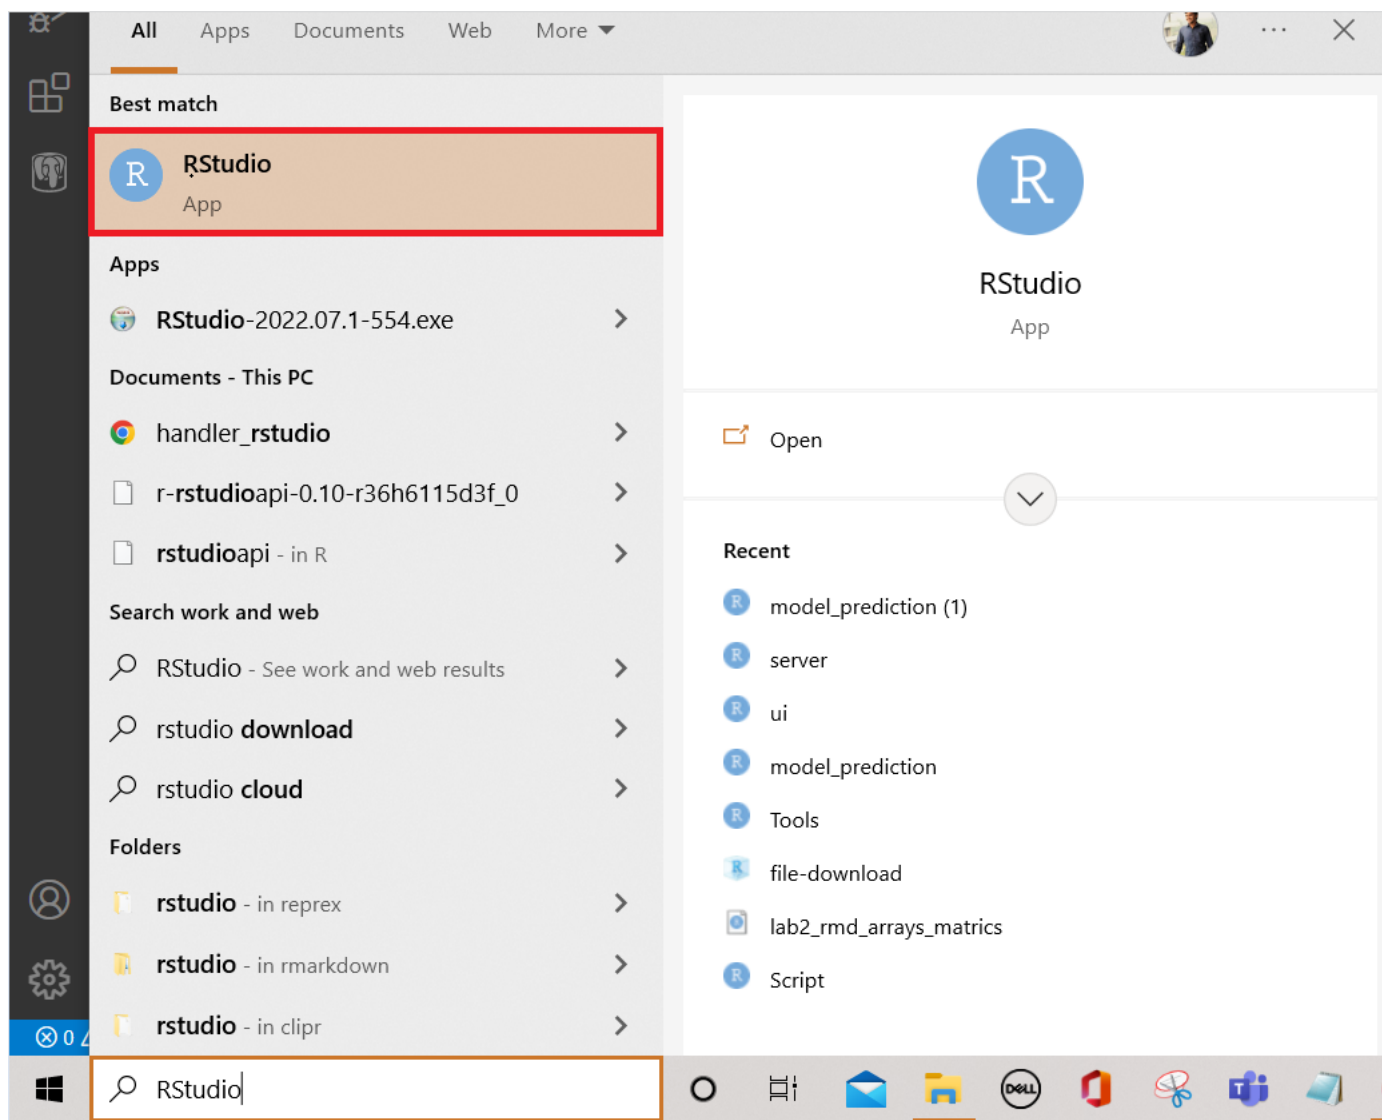 All Apps Documents Web More
Best match
R RStudio
App
Apps
RStudio-2022.07.1-554.exe
Documents - This PC
handler_rstudio
r-rstudioapi-0.10-r36h6115d3f_0
rstudioapi - in R
Search work and web
RStudio - See work and web results
rstudio download
rstudio cloud
Folders
rstudio - in reprex
rstudio - in rmarkdown
rstudio - in clipr
R
RStudio
App
Open
Recent
R model_prediction (1)
R server
R ui
R model_prediction
R Tools
R file-download
lab2_rmd_arrays_matrics
R Script
0
RStudio
DELL